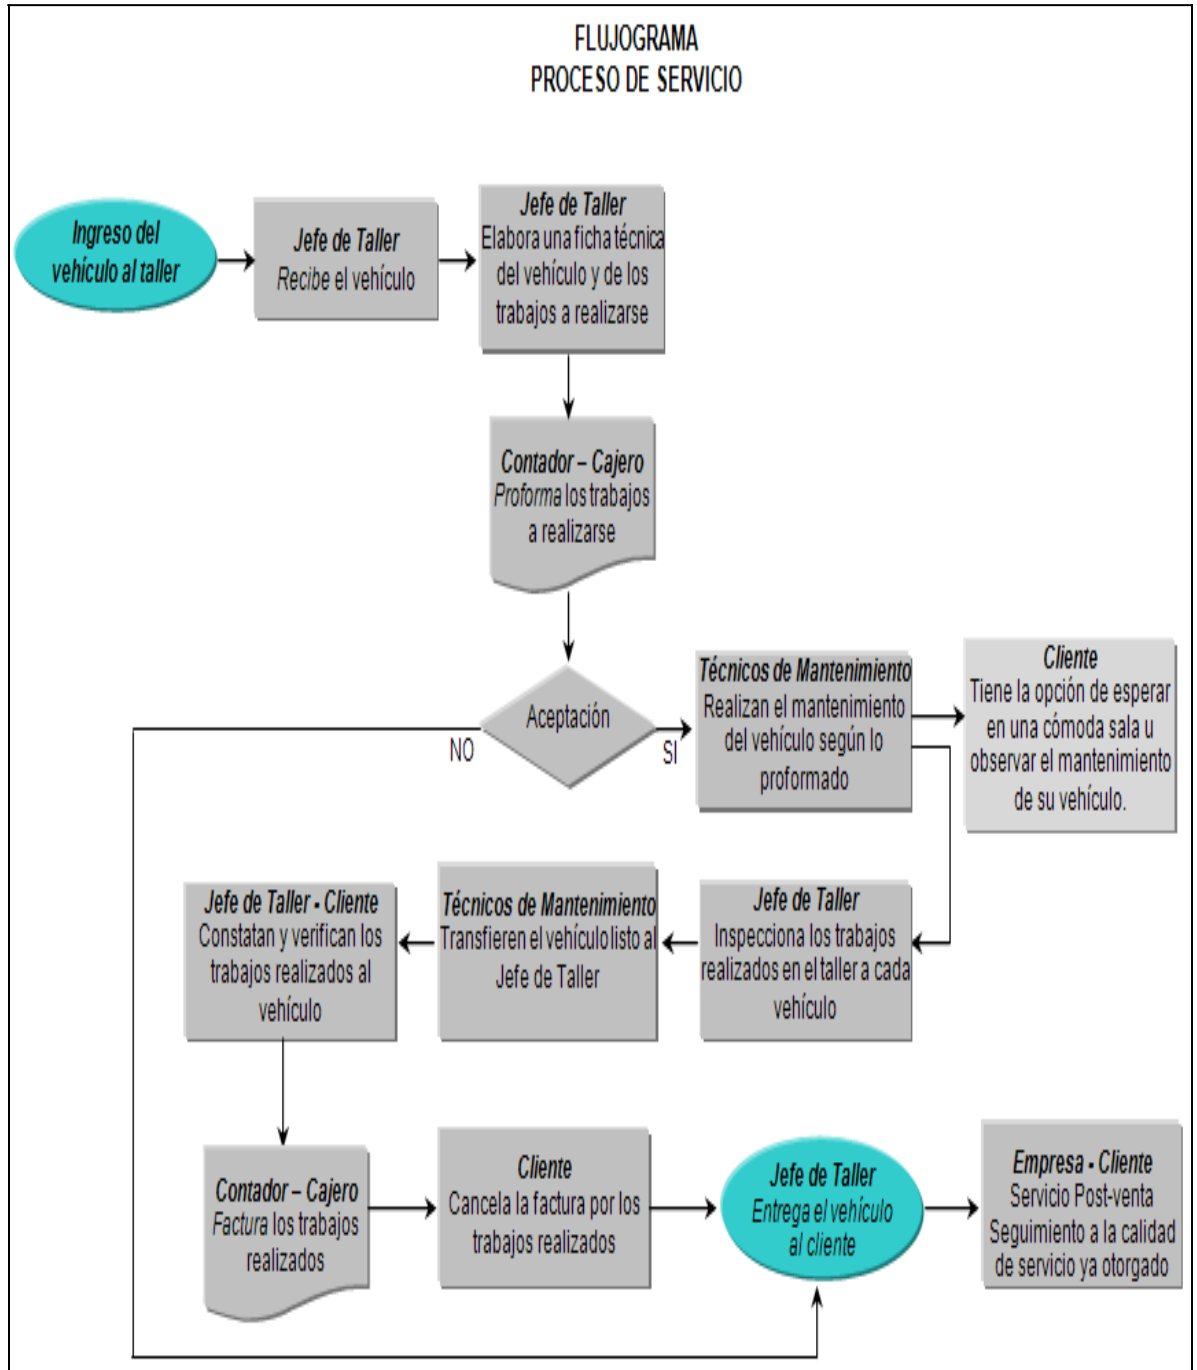 FLUJOGRAMA
PROCESO DE SERVICIO
Ingreso del
vehículo al taller
Jefe de Taller
Recibe el vehículo
Jefe de Taller
Elabora una ficha técnica
del vehículo y de los
trabajos a realizarse
Contador – Cajero
Proforma los trabajos
a realizarse
Aceptación
NO
SI
Técnicos de Mantenimiento
Realizan el mantenimiento
del vehículo según lo
proformado
Cliente
Tiene la opción de esperar
en una cómoda sala u
observar el mantenimiento
de su vehículo.
Jefe de Taller
Inspecciona los trabajos
realizados en el taller a cada
vehículo
Técnicos de Mantenimiento
Transfieren el vehículo listo al
Jefe de Taller
Jefe de Taller - Cliente
Constatan y verifican los
trabajos realizados al
vehículo
Contador – Cajero
Factura los trabajos
realizados
Cliente
Cancela la factura por los
trabajos realizados
Jefe de Taller
Entrega el vehículo
al cliente
Empresa - Cliente
Servicio Post-venta
Seguimiento a la calidad
de servicio ya otorgado